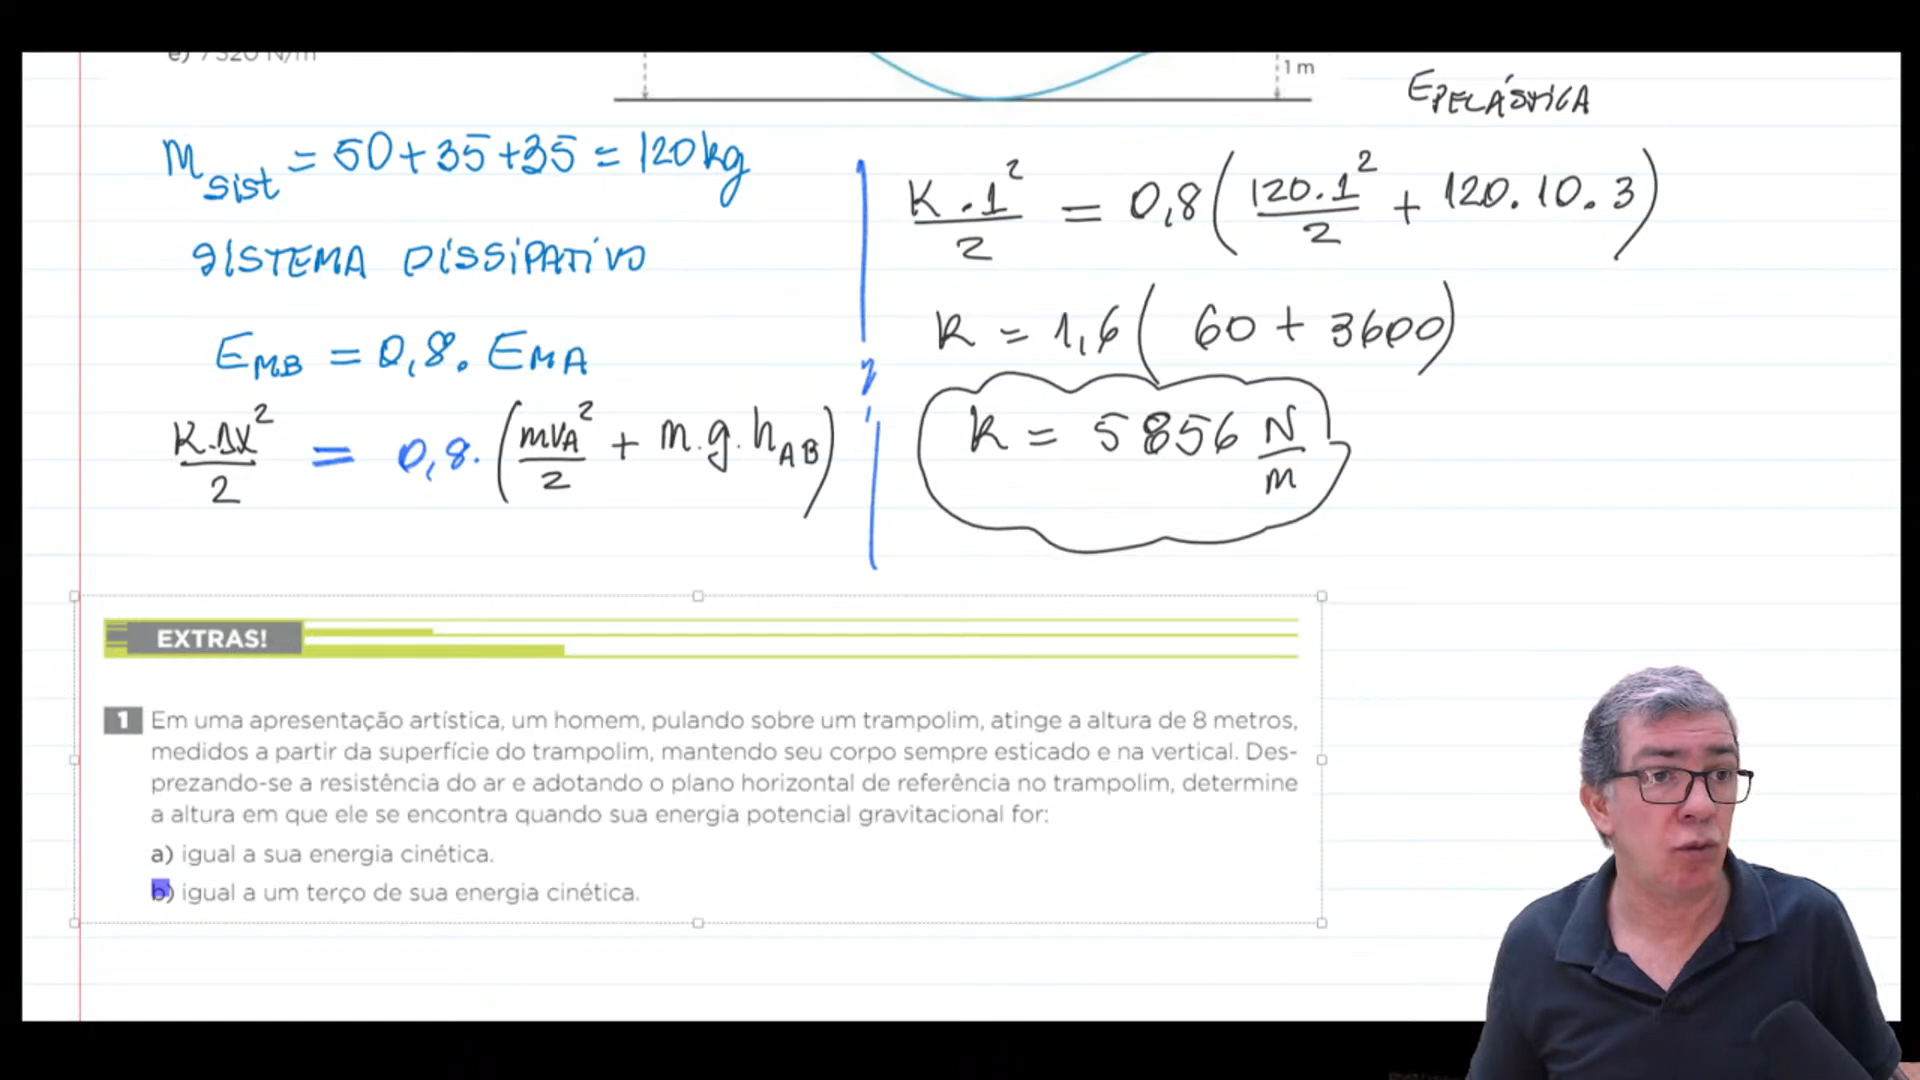 e) 7 320 N/m
1 m
EPELÁSTICA
Msist = 50 + 35 + 35 = 120 kg
SISTEMA DISSIPATIVO
EMB = 0,8. EMA
K.Δx²/2 = 0,8. (mVA²/2 + m.g.hAB)
K.1²/2 = 0,8 (120.1²/2 + 120.10.3)
K = 1,6 ( 60 + 3600)
K = 5856 N/m
EXTRAS!
1 Em uma apresentação artística, um homem, pulando sobre um trampolim, atinge a altura de 8 metros,
medidos a partir da superfície do trampolim, mantendo seu corpo sempre esticado e na vertical. Des-
prezando-se a resistência do ar e adotando o plano horizontal de referência no trampolim, determine
a altura em que ele se encontra quando sua energia potencial gravitacional for:
a) igual a sua energia cinética.
b) igual a um terço de sua energia cinética.